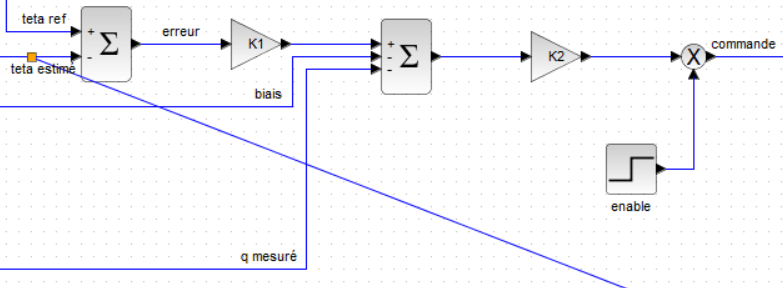 teta ref
+
-
Σ
teta estimé
erreur
K1
+
-
-
Σ
biais
q mesuré
K2
X
commande
enable